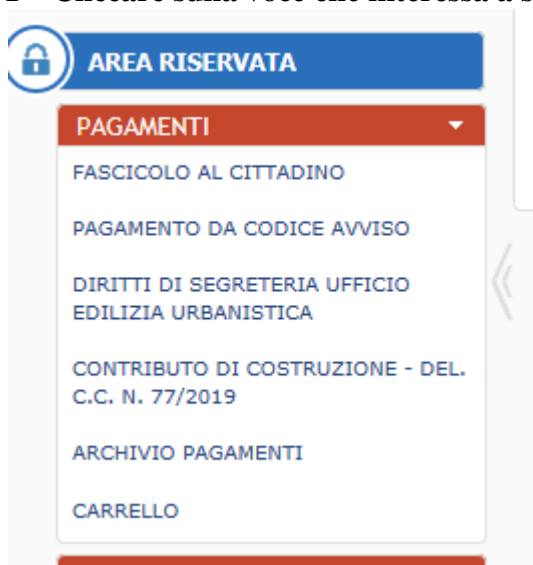 AREA RISERVATA
PAGAMENTI
FASCICOLO AL CITTADINO
PAGAMENTO DA CODICE AVVISO
DIRITTI DI SEGRETERIA UFFICIO
EDILIZIA URBANISTICA
CONTRIBUTO DI COSTRUZIONE - DEL.
C.C. N. 77/2019
ARCHIVIO PAGAMENTI
CARRELLO